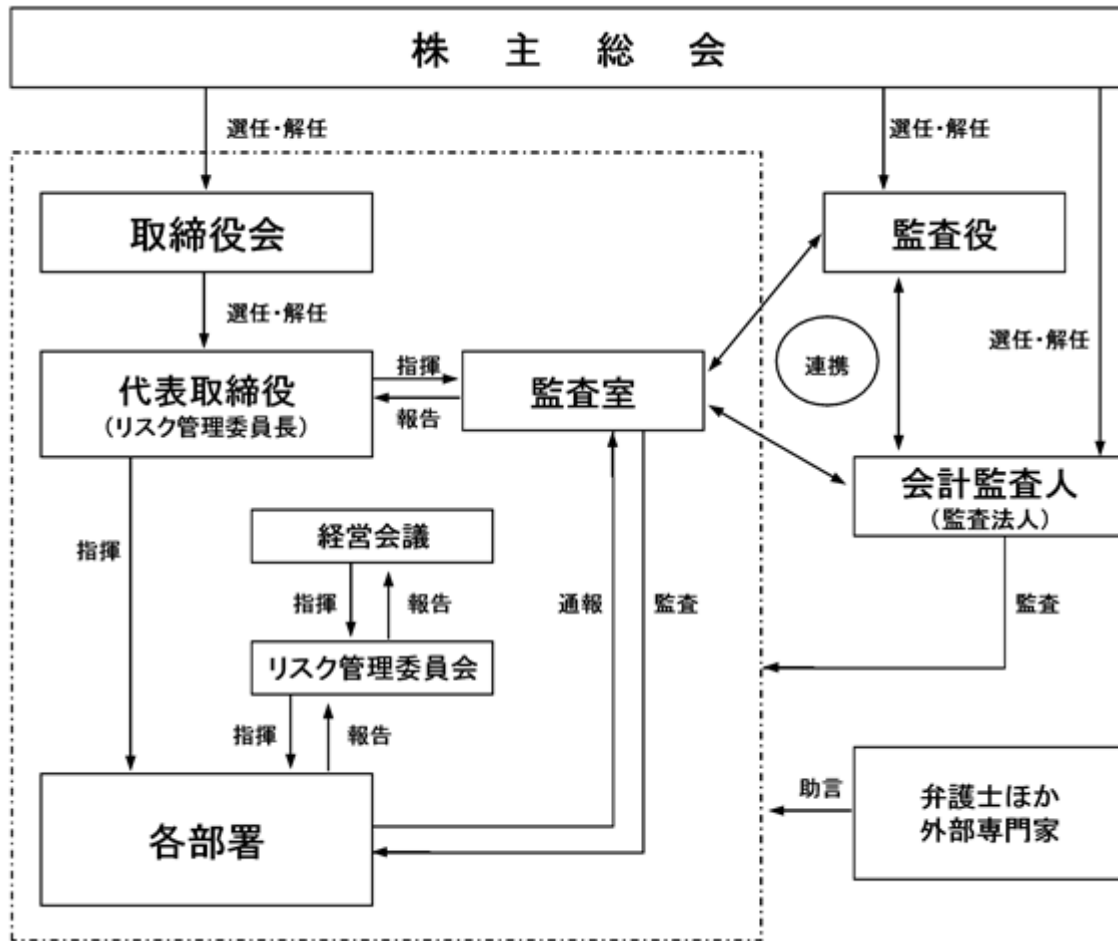 株主総会
選任・解任
選任・解任
取締役会
監査役
選任・解任
選任・解任
連携
代表取締役
（リスク管理委員長）
指揮
報告
監査室
会計監査人
（監査法人）
経営会議
指揮
指揮
報告
通報
監査
監査
リスク管理委員会
指揮
報告
助言
各部署
弁護士ほか
外部専門家